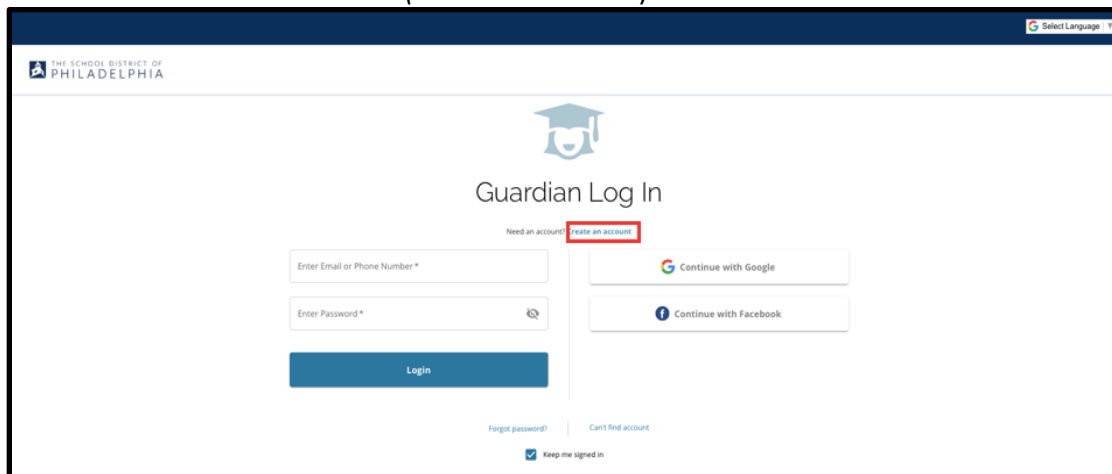 Select Language
THE SCHOOL DISTRICT OF
PHILADELPHIA
Guardian Log In
Need an account? Create an account
Enter Email or Phone Number *
Continue with Google
Enter Password *
Continue with Facebook
Login
Forgot password?
Can't find account
Keep me signed in